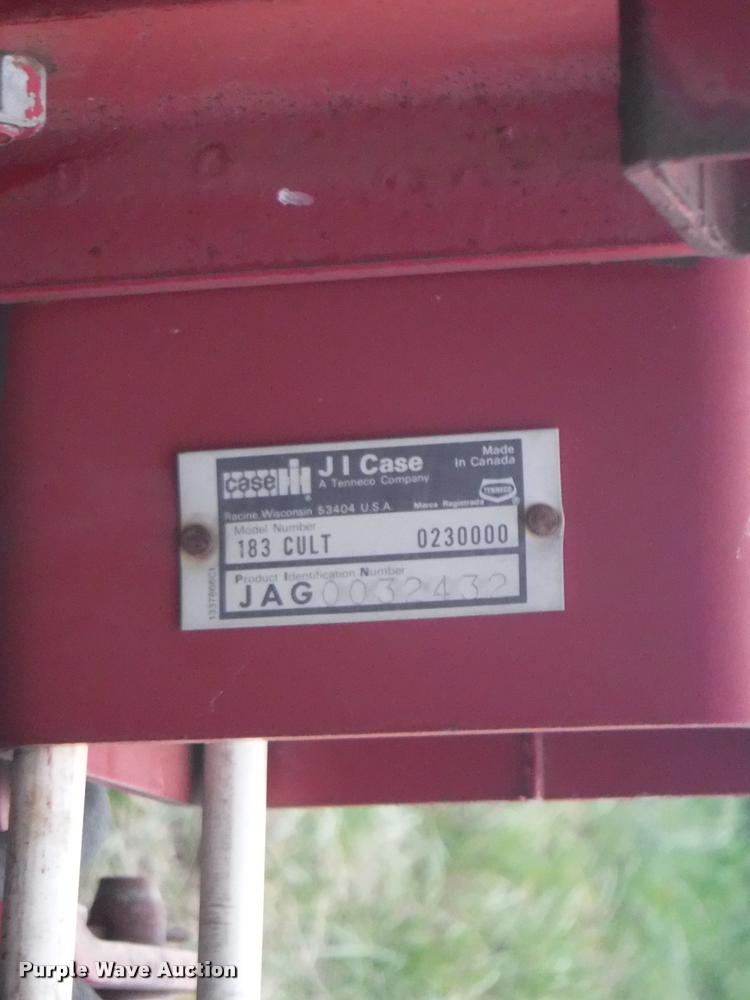 case IH
®
J I Case
A Tenneco Company
Made
In Canada
TENNECO
Racine, Wisconsin 53404 U.S.A.
Marca Registrada
Model Number
183 CULT 0230000
Product Identification Number
JAG0032432
Purple Wave Auction